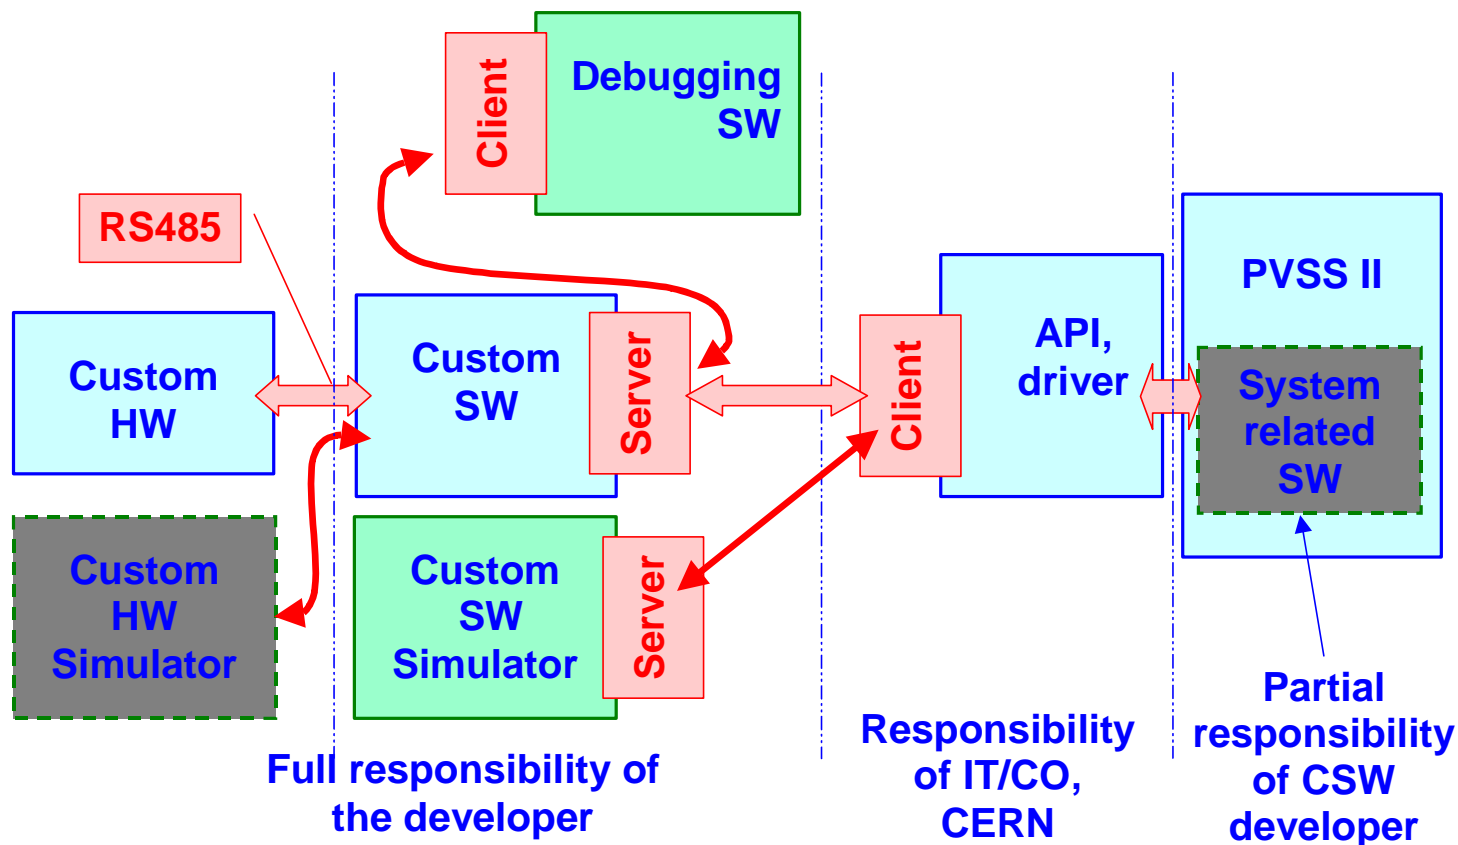 Client
Debugging
SW
RS485
Custom
HW
Custom
SW
Server
Client
API,
driver
PVSS II
System
related
SW
Custom
HW
Simulator
Custom
SW
Simulator
Server
Full responsibility of
the developer
Responsibility
of IT/CO,
CERN
Partial
responsibility
of CSW
developer